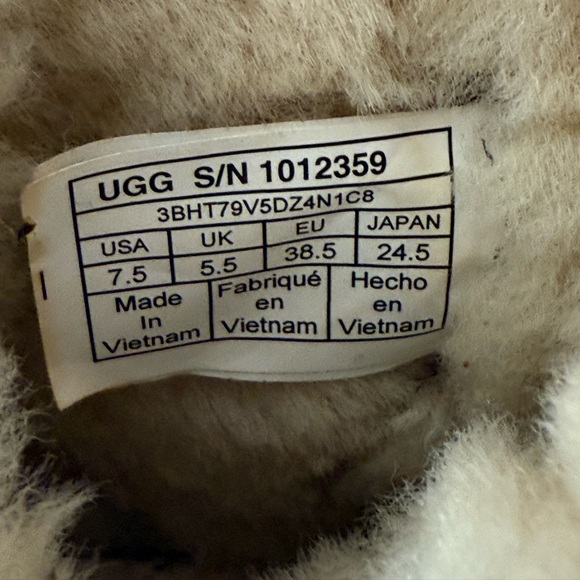 UGG S/N 1012359
3BHT79V5DZ4N1C8
USA UK EU JAPAN
7.5 5.5 38.5 24.5
Made Fabriqué Hecho
In en en
Vietnam Vietnam Vietnam